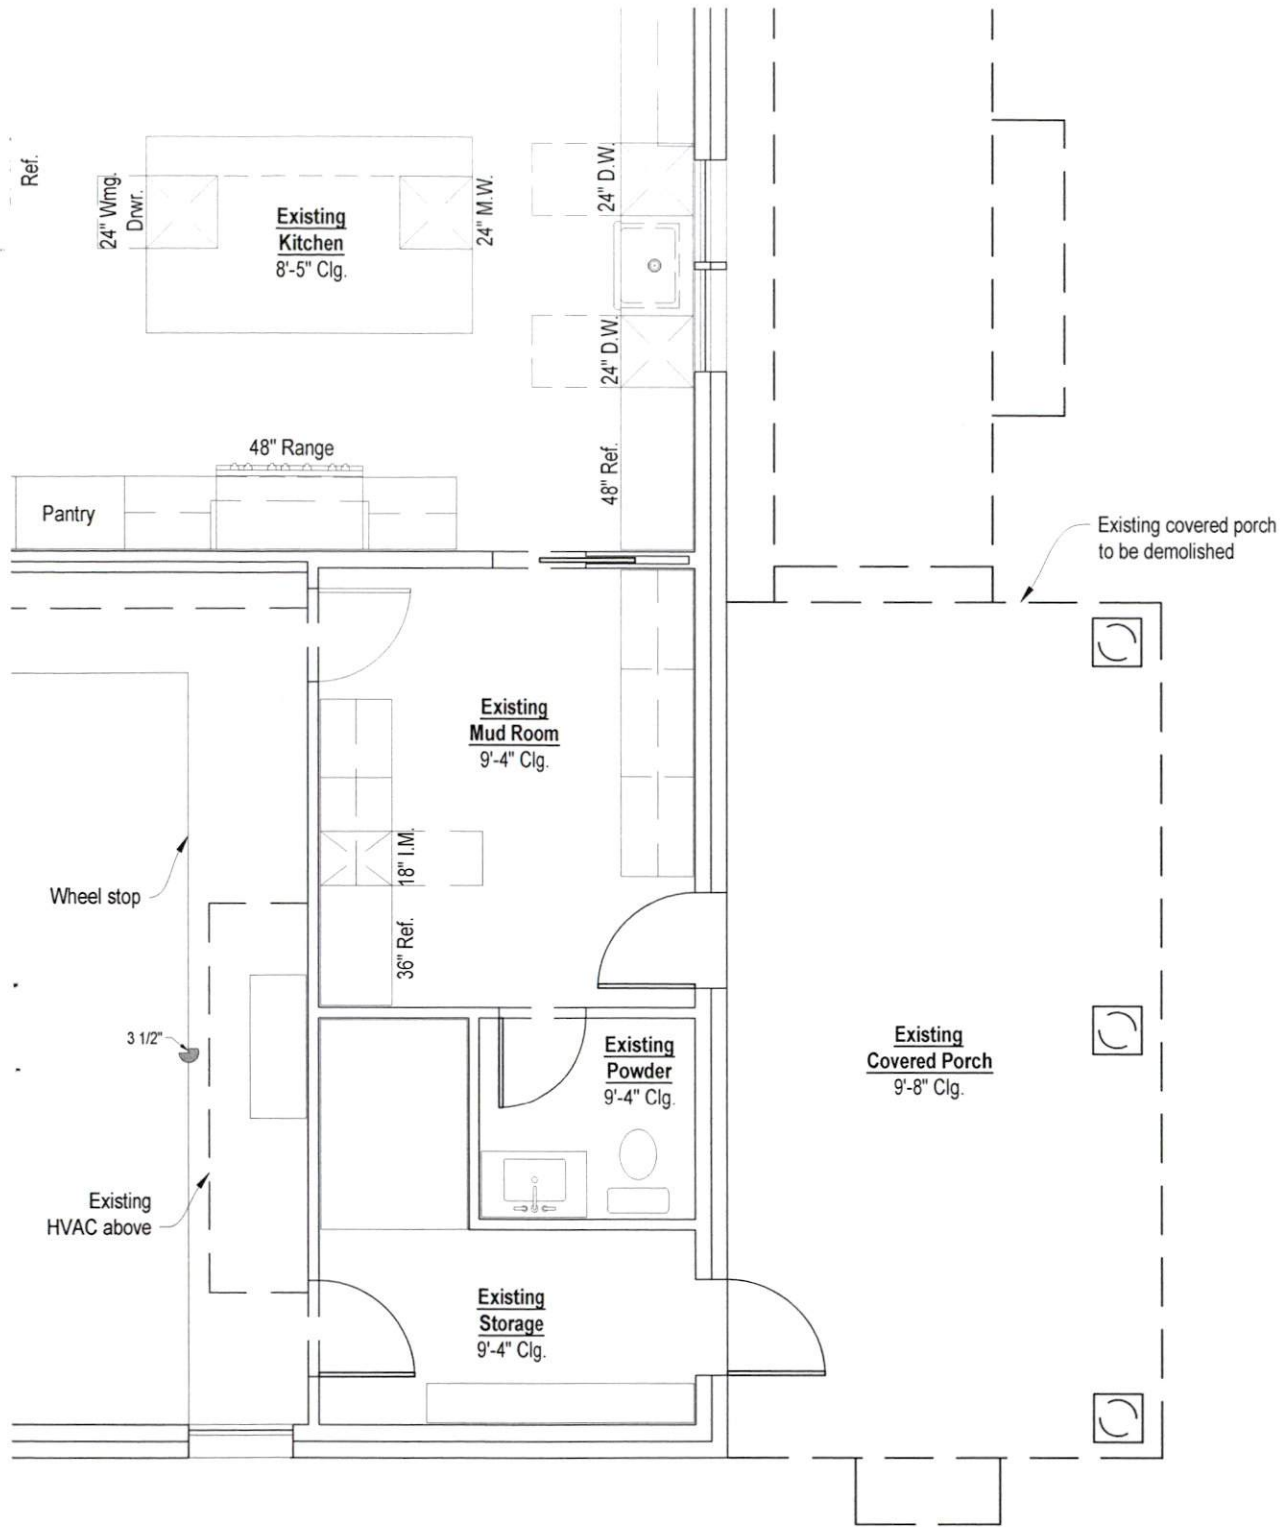 Ref.
24" Wmg.
Drwr.
Existing
Kitchen
8'-5" Clg.
24" M.W.
24" D.W.
24" D.W.
48" Range
48" Ref.
Pantry
Existing covered porch
to be demolished
Existing
Mud Room
9'-4" Clg.
18" I.M.
36" Ref.
Wheel stop
3 1/2"
Existing
Powder
9'-4" Clg.
Existing
Covered Porch
9'-8" Clg.
Existing
HVAC above
Existing
Storage
9'-4" Clg.